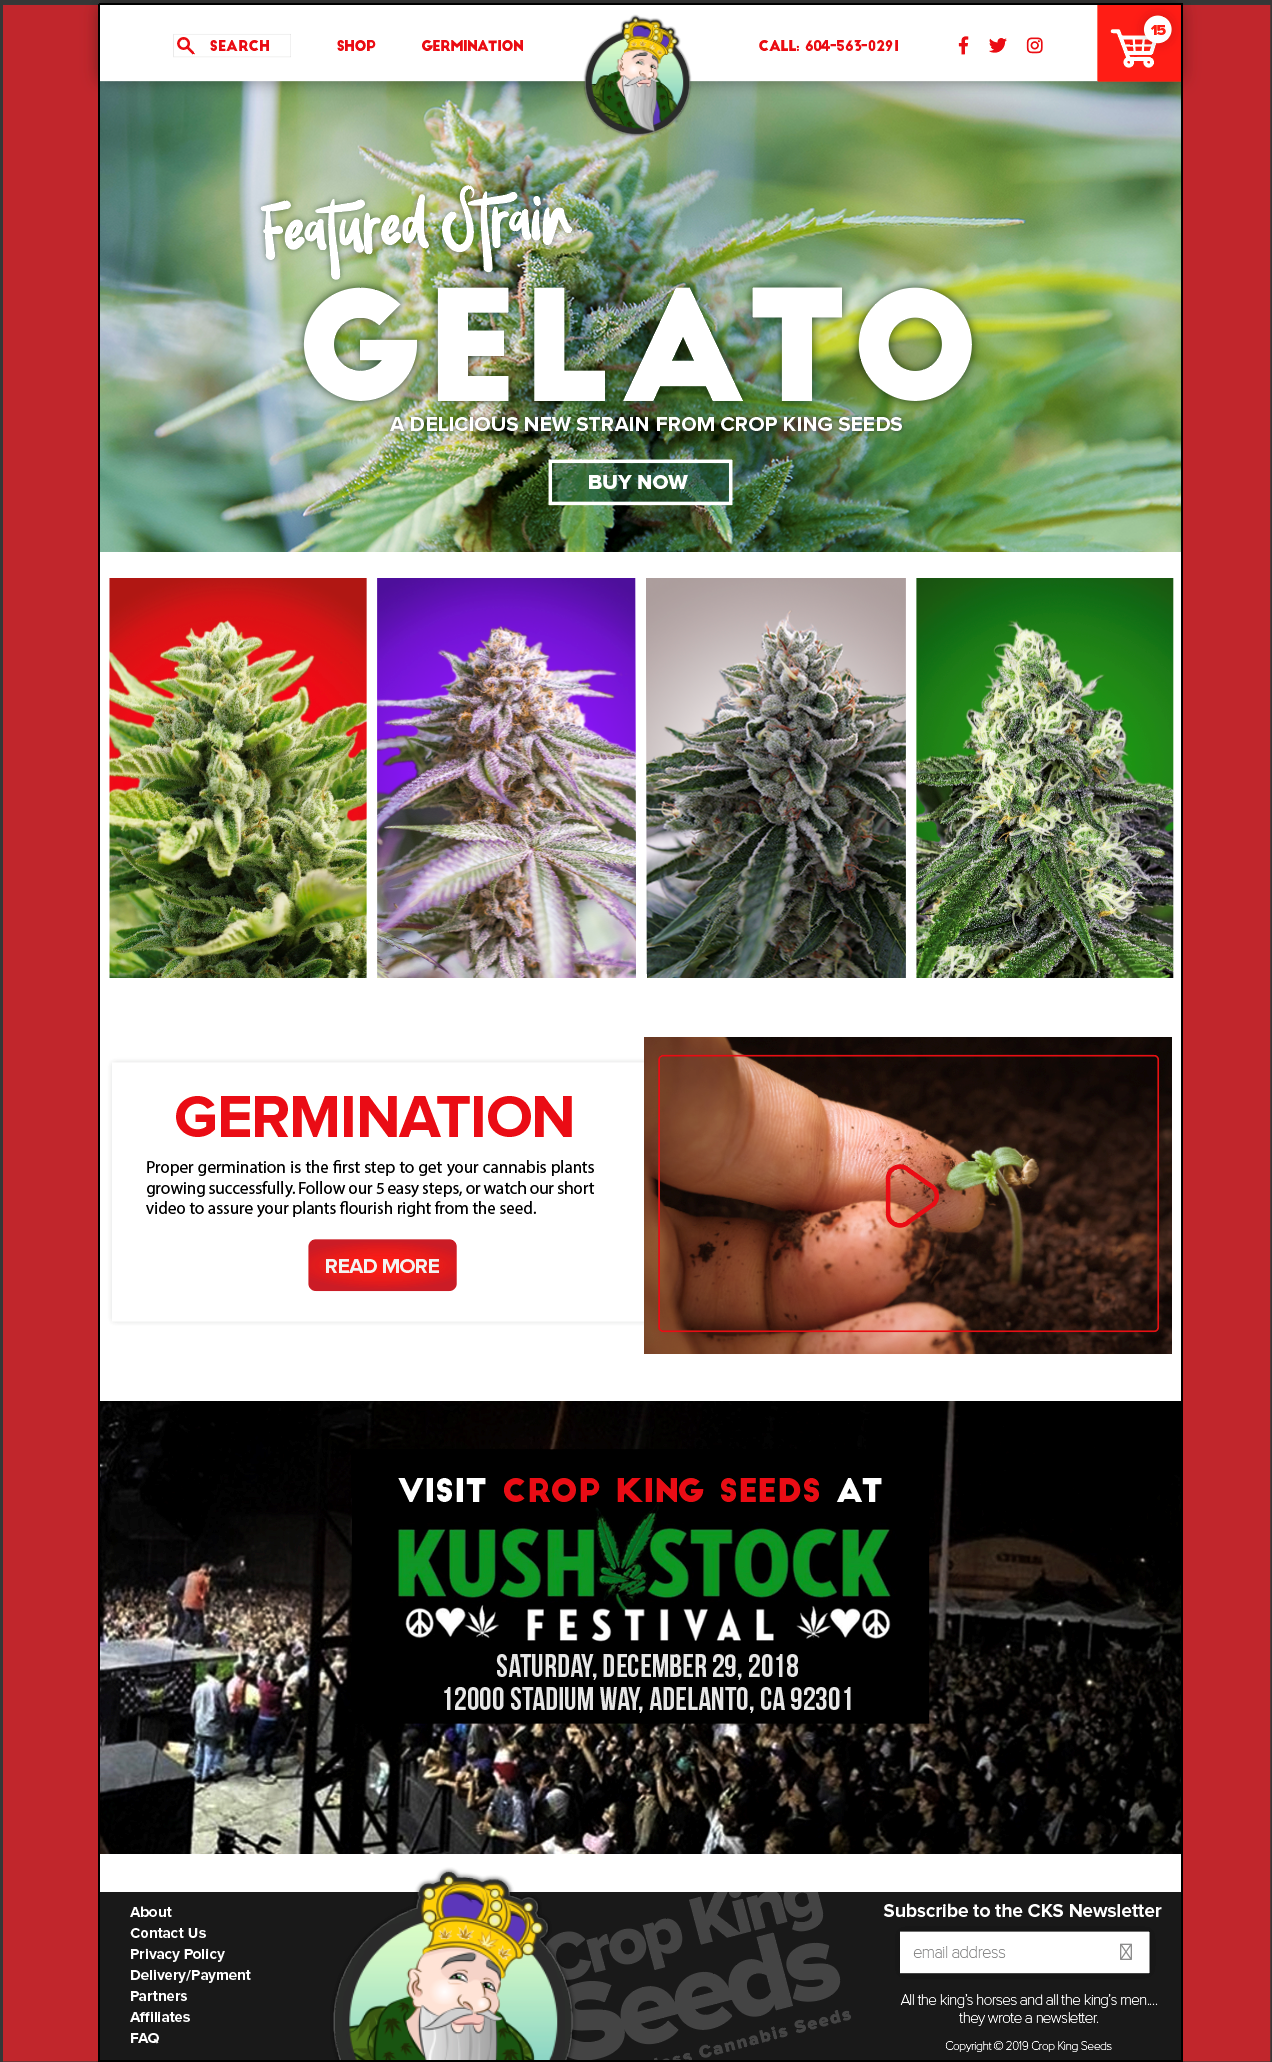 SEARCH
SHOP
GERMINATION
CALL: 604-563-0291
15
Featured Strain
GELATO
A DELICIOUS NEW STRAIN FROM CROP KING SEEDS
BUY NOW
GERMINATION
Proper germination is the first step to get your cannabis plants
growing successfully. Follow our 5 easy steps, or watch our short
video to assure your plants flourish right from the seed.
READ MORE
VISIT CROP KING SEEDS AT
KUSHSTOCK
FESTIVAL
SATURDAY, DECEMBER 29, 2018
12000 STADIUM WAY, ADELANTO, CA 92301
About
Contact Us
Privacy Policy
Delivery/Payment
Partners
Affiliates
FAQ
Crop King
Seeds
Cannabis Seeds
Subscribe to the CKS Newsletter
email address
All the king's horses and all the king's men....
they wrote a newsletter.
Copyright © 2019 Crop King Seeds